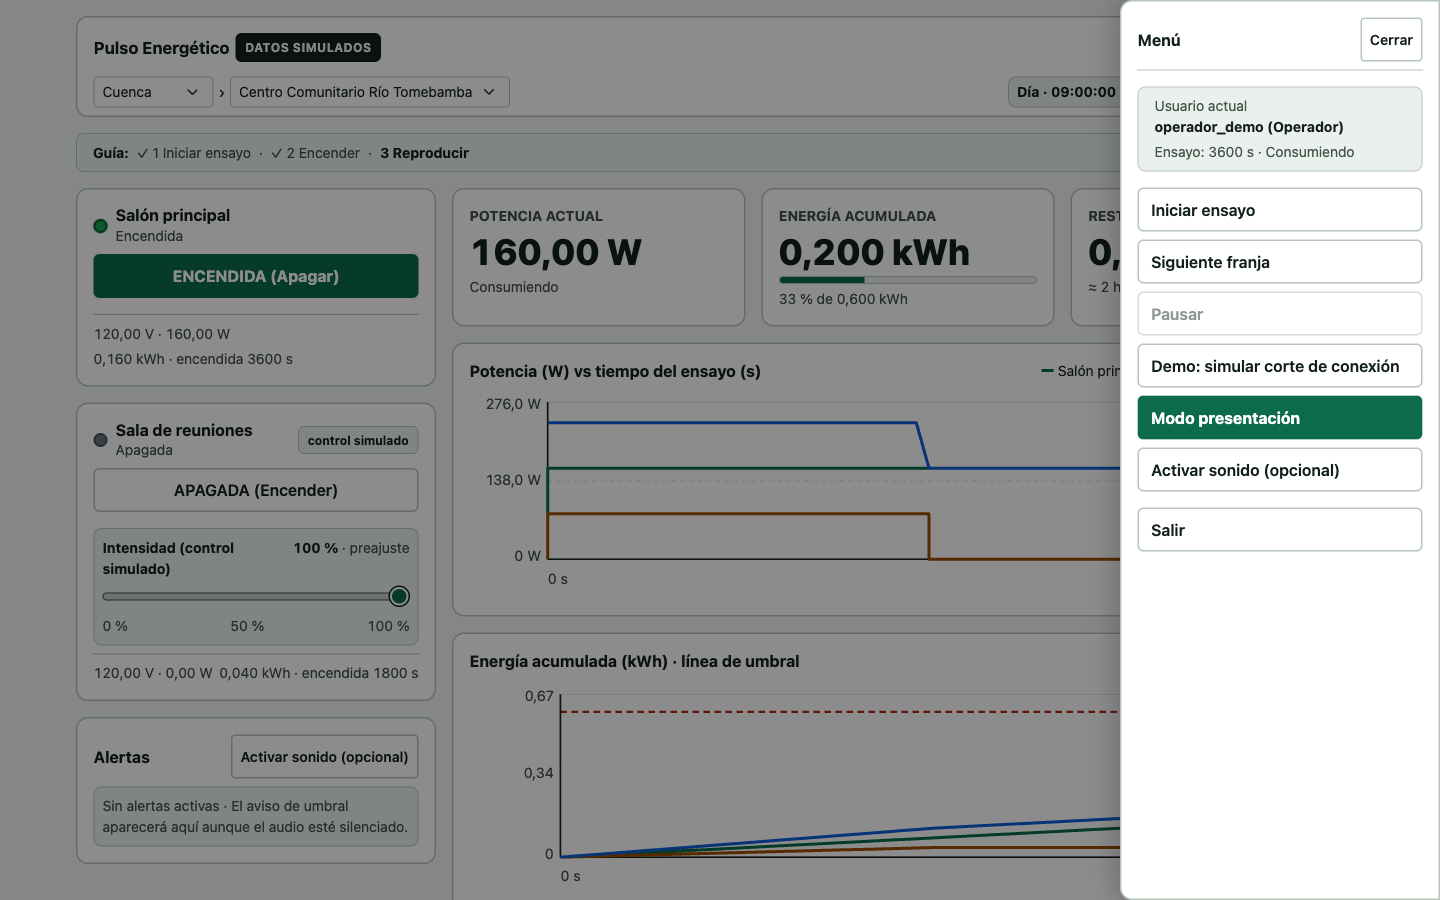 Pulso Energético DATOS SIMULADOS
Cuenca › Centro Comunitario Río Tomebamba
Día · 09:00:00
Guía: ✓ 1 Iniciar ensayo · ✓ 2 Encender · 3 Reproducir
Salón principal
Encendida
ENCENDIDA (Apagar)
120,00 V · 160,00 W
0,160 kWh · encendida 3600 s
Sala de reuniones
Apagada
control simulado
APAGADA (Encender)
Intensidad (control simulado)
100 % · preajuste
0 % 50 % 100 %
120,00 V · 0,00 W 0,040 kWh · encendida 1800 s
Alertas
Activar sonido (opcional)
Sin alertas activas · El aviso de umbral
aparecerá aquí aunque el audio esté silenciado.
POTENCIA ACTUAL
160,00 W
Consumiendo
ENERGÍA ACUMULADA
0,200 kWh
33 % de 0,600 kWh
REST
0,
≈ 2 h
Potencia (W) vs tiempo del ensayo (s)
Salón prin
276,0 W
138,0 W
0 W
0 s
Energía acumulada (kWh) · línea de umbral
0,67
0,34
0
0 s
Menú
Cerrar
Usuario actual
operador_demo (Operador)
Ensayo: 3600 s · Consumiendo
Iniciar ensayo
Siguiente franja
Pausar
Demo: simular corte de conexión
Modo presentación
Activar sonido (opcional)
Salir